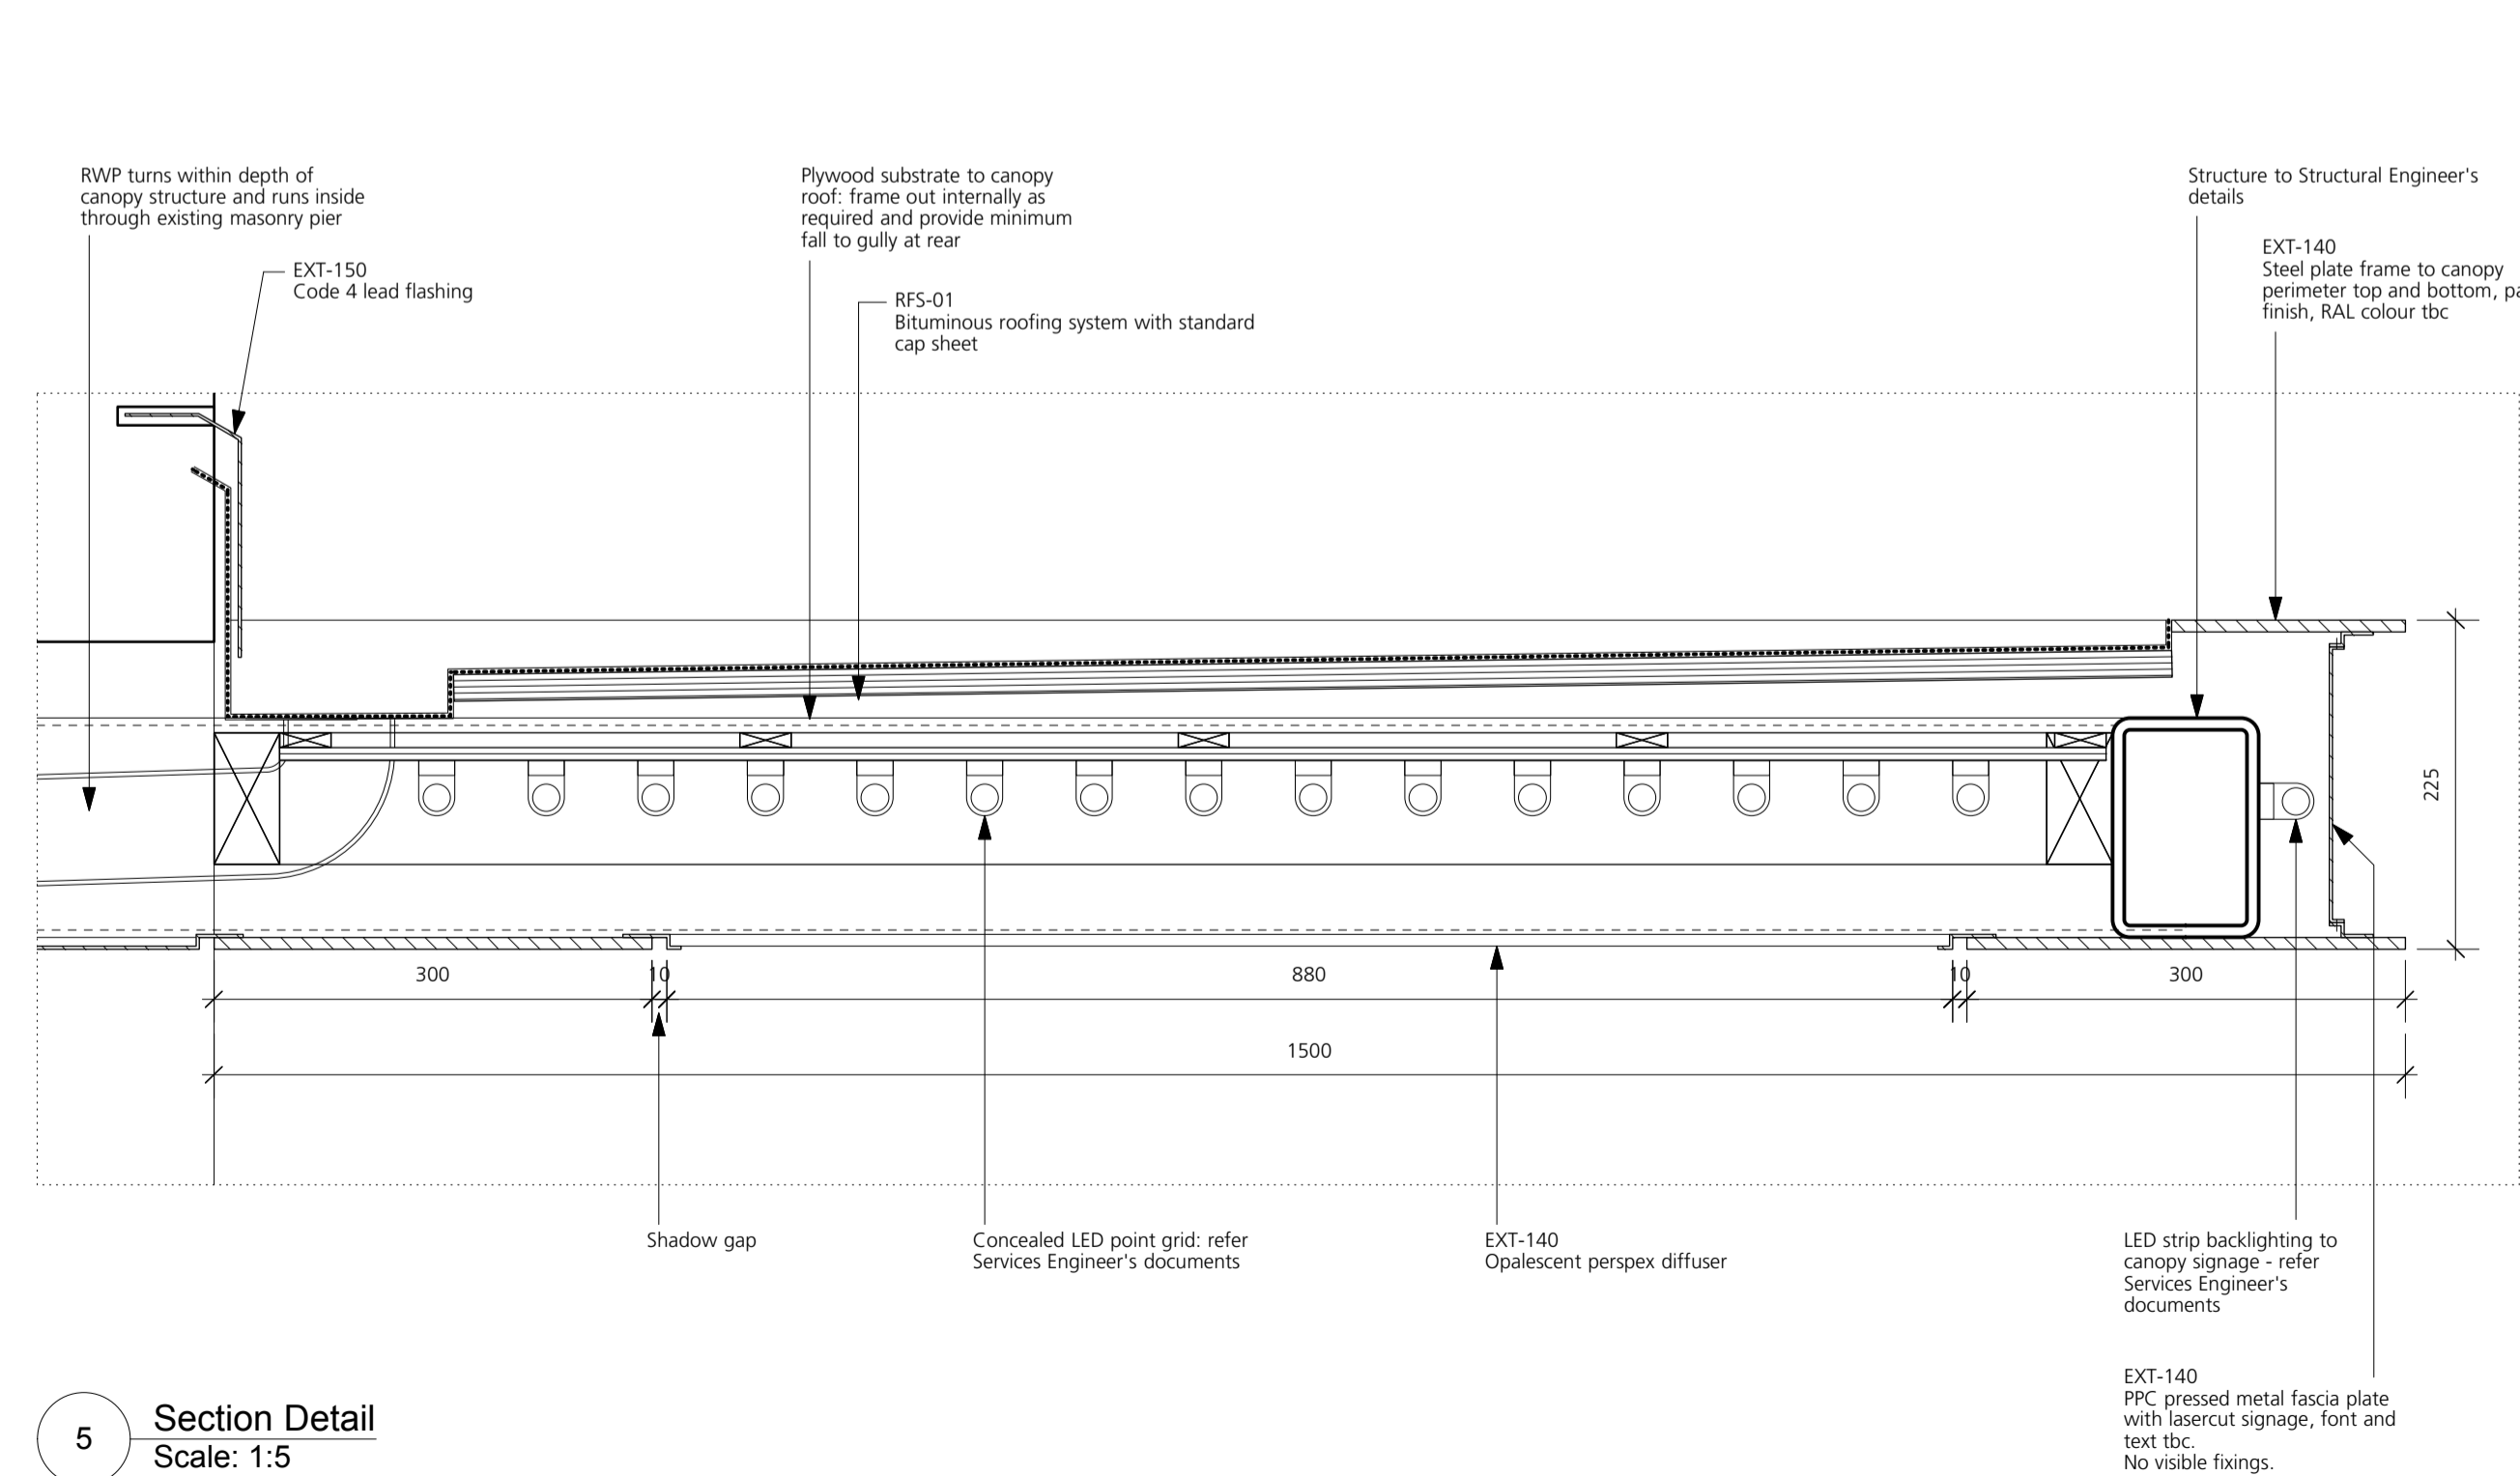 RWP turns within depth of
canopy structure and runs inside
through existing masonry pier
EXT-150
Code 4 lead flashing
Plywood substrate to canopy
roof: frame out internally as
required and provide minimum
fall to gully at rear
RFS-01
Bituminous roofing system with standard
cap sheet
Structure to Structural Engineer's
details
EXT-140
Steel plate frame to canopy
perimeter top and bottom,
finish, RAL colour tbc
225
300
10
880
10
300
1500
Shadow gap
Concealed LED point grid: refer
Services Engineer's documents
EXT-140
Opalescent perspex diffuser
LED strip backlighting to
canopy signage - refer
Services Engineer's
documents
EXT-140
PPC pressed metal fascia plate
with lasercut signage, font and
text tbc.
No visible fixings.
5
Section Detail
Scale: 1:5